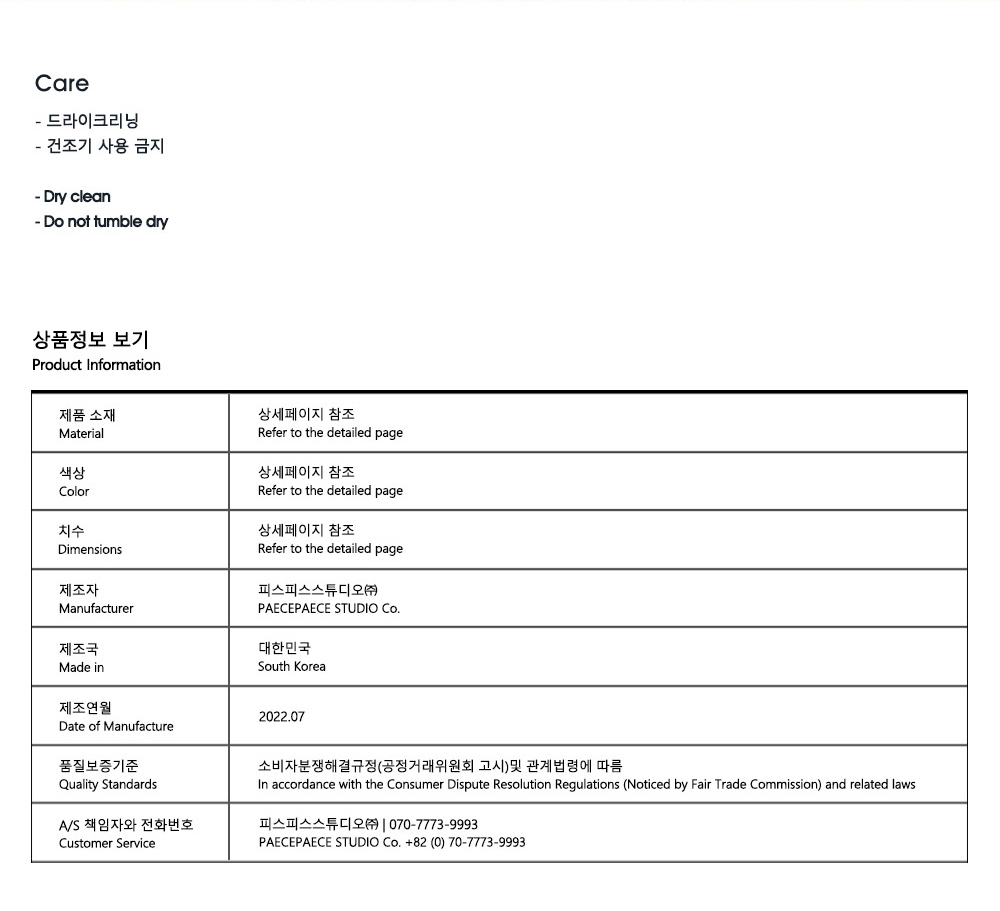 Care
- 드라이크리닝
- 건조기 사용 금지
- Dry clean
- Do not tumble dry
상품정보 보기
Product Information
제품 소재
Material
상세페이지 참조
Refer to the detailed page
색상
Color
상세페이지 참조
Refer to the detailed page
치수
Dimensions
상세페이지 참조
Refer to the detailed page
제조자
Manufacturer
피스피스스튜디오㈜
PAECEPAECE STUDIO Co.
제조국
Made in
대한민국
South Korea
제조연월
Date of Manufacture
2022.07
품질보증기준
Quality Standards
소비자분쟁해결규정(공정거래위원회 고시)및 관계법령에 따름
In accordance with the Consumer Dispute Resolution Regulations (Noticed by Fair Trade Commission) and related laws
A/S 책임자와 전화번호
Customer Service
피스피스스튜디오㈜ | 070-7773-9993
PAECEPAECE STUDIO Co. +82 (0) 70-7773-9993